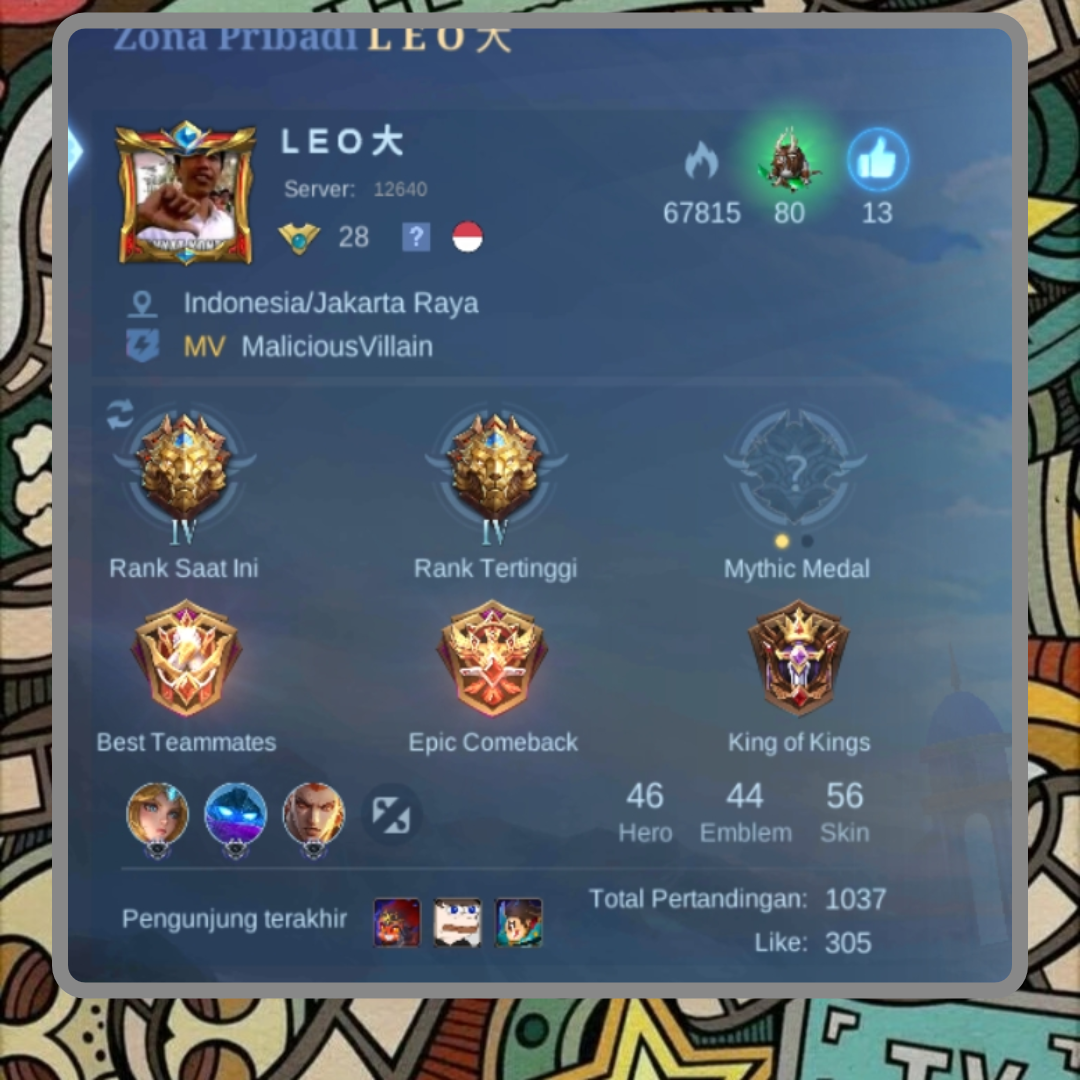 Zona Pribadi L E O 大
L E O 大
Server: 12640
28
?
67815
80
13
Indonesia/Jakarta Raya
MV MaliciousVillain
IV
IV
?
Rank Saat Ini
Rank Tertinggi
Mythic Medal
Best Teammates
Epic Comeback
King of Kings
46
44
56
Hero
Emblem
Skin
Pengunjung terakhir
Total Pertandingan: 1037
Like: 305
TV